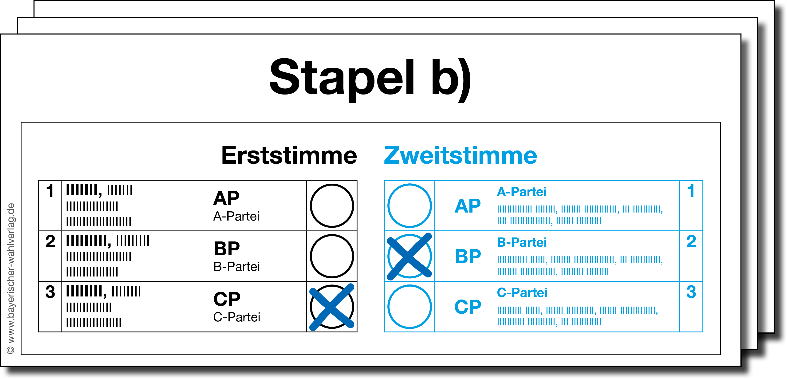 Stapel b)
Erststimme
Zweitstimme
1
AP
A-Partei
AP
A-Partei
1
2
BP
B-Partei
BP
B-Partei
2
3
CP
C-Partei
CP
C-Partei
3
© www.bayerischer-wahlverlag.de